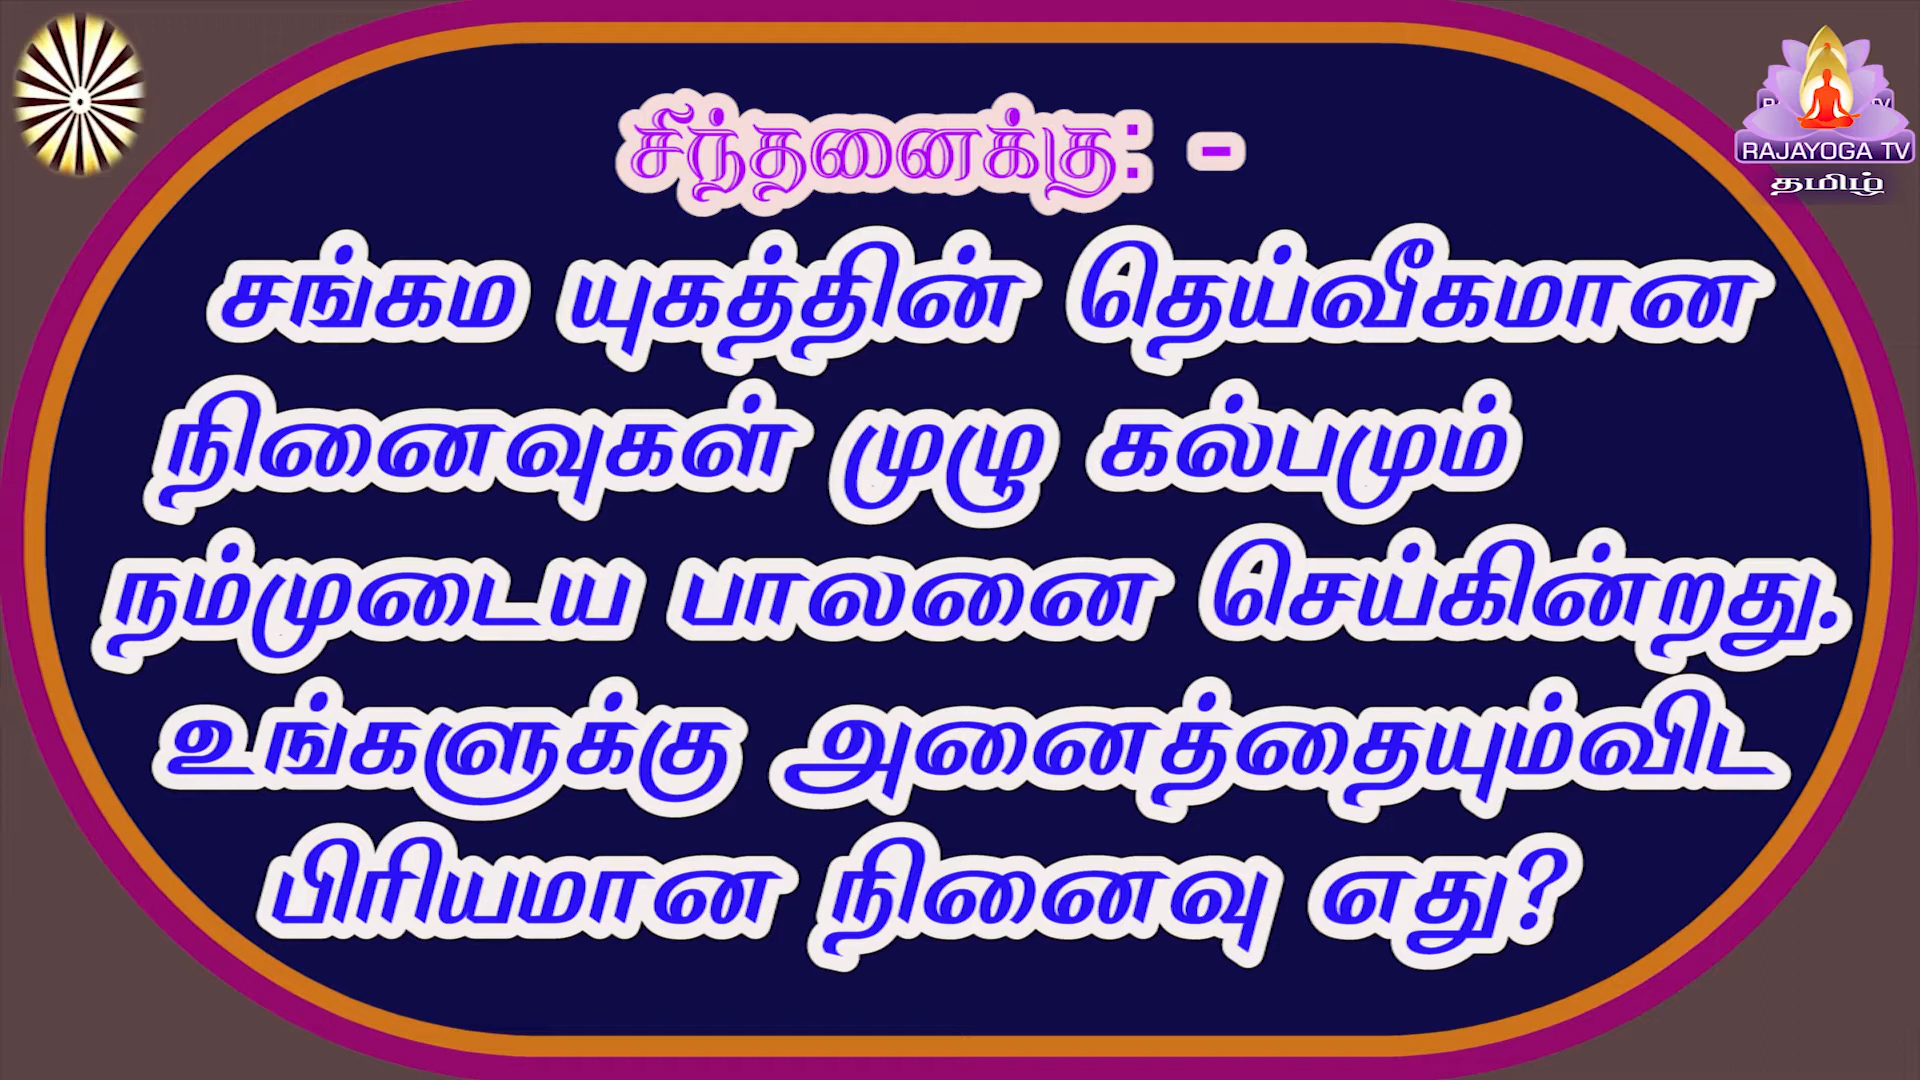 சிந்தனைக்கு: -
RAJAYOGA TV
தமிழ்
சங்கம யுகத்தின் தெய்வீகமான
நினைவுகள் முழு கல்பமும்
நம்முடைய பாலனை செய்கின்றது.
உங்களுக்கு அனைத்தையும்விட
பிரியமான நினைவு எது?